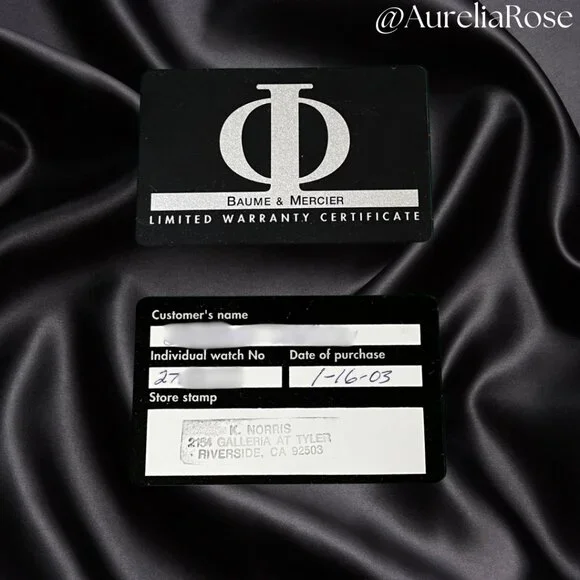 @AureliaRose
BAUME & MERCIER
LIMITED WARRANTY CERTIFICATE
Customer's name
Individual watch No Date of purchase
27 1-16-03
Store stamp
K. NORRIS
2154 GALLERIA AT TYLER
RIVERSIDE, CA 92503